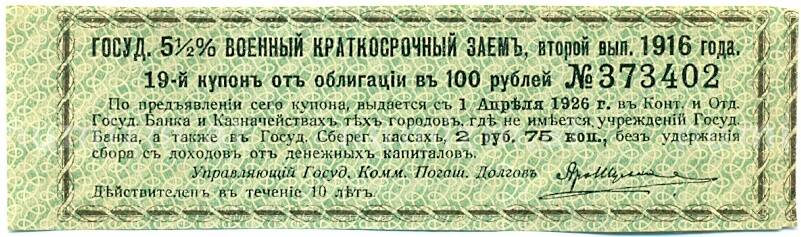 ГОСУД. 5½% ВОЕННЫЙ КРАТКОСРОЧНЫЙ ЗАЕМЪ, ВТОРОЙ ВЫП. 1916 ГОДА.
19-й купонъ отъ облигаціи въ 100 рублей №373402
По предъявленіи сего купона, выдается съ 1 Апрѣля 1926 г. въ Конт. и Отд.
Госуд. Банка и Казначействахъ тѣхъ городовъ, гдѣ не имѣется учрежденій Госуд.
Банка, а также въ Госуд. Сберег. кассахъ, 2 руб. 75 коп., безъ удержанія
сбора съ доходовъ отъ денежныхъ капиталовъ.
Управляющій Госуд. Комм. Погаш. Долговъ
Дѣйствителенъ въ теченіе 10 лѣтъ.